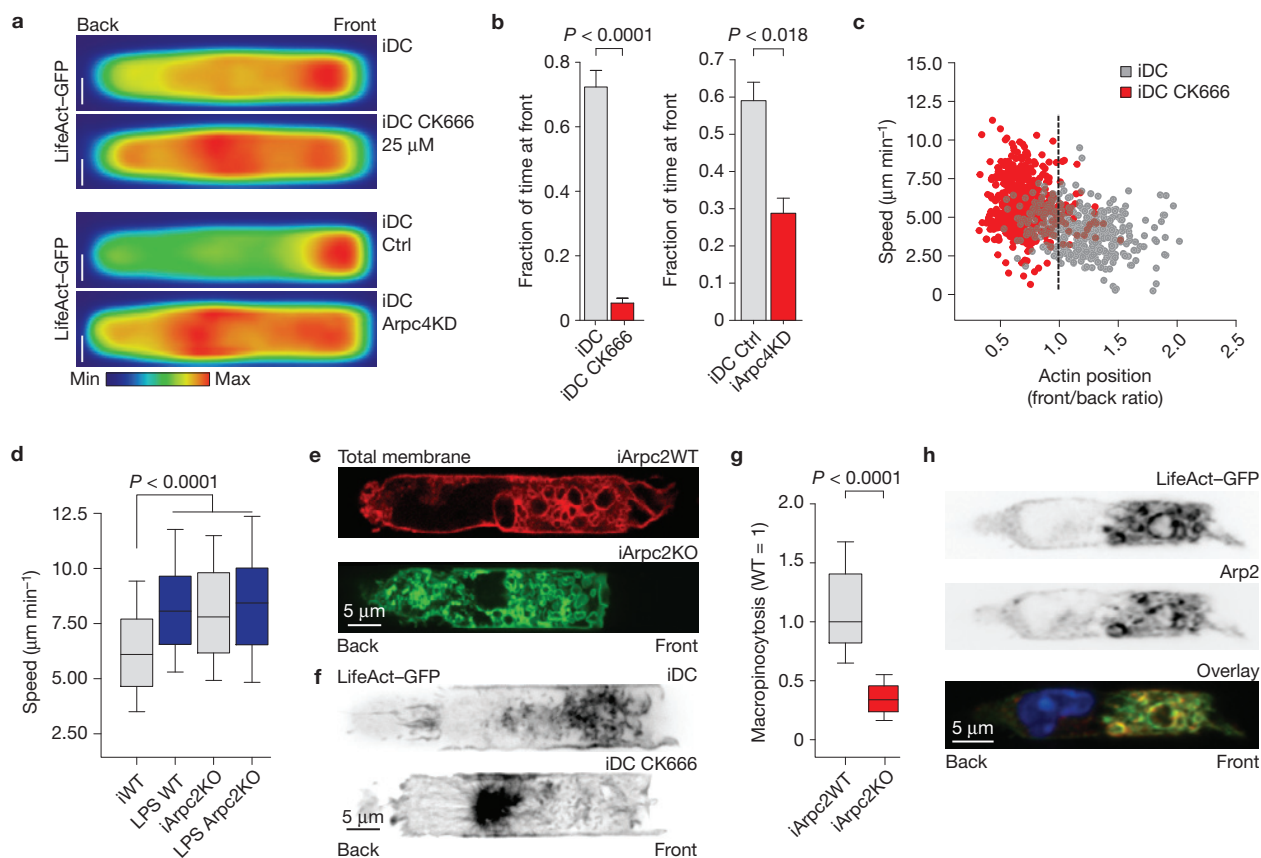 a
Back Front
LifeAct–GFP
iDC
iDC CK666
25 μM
LifeAct–GFP
iDC
Ctrl
iDC
Arpc4KD
Min Max
b
P < 0.0001
Fraction of time at front
0.8
0.6
0.4
0.2
0
iDC
iDC CK666
P < 0.018
Fraction of time at front
0.7
0.6
0.5
0.4
0.3
0.2
0.1
0
iDC Ctrl
iArpc4KD
c
iDC
iDC CK666
Speed (μm min⁻¹)
15.0
12.5
10.0
7.50
5.00
2.50
0
0.5 1.0 1.5 2.0 2.5
Actin position
(front/back ratio)
d
P < 0.0001
Speed (μm min⁻¹)
12.5
10.0
7.50
5.00
2.50
iWT
LPS WT
iArpc2KO
LPS Arpc2KO
e
Total membrane iArpc2WT
iArpc2KO
5 μm
Back Front
f
LifeAct–GFP iDC
iDC CK666
5 μm
Back Front
g
P < 0.0001
Macropinocytosis (WT = 1)
2.0
1.5
1.0
0.5
0
iArpc2WT
iArpc2KO
h
LifeAct–GFP
Arp2
Overlay
5 μm
Back Front